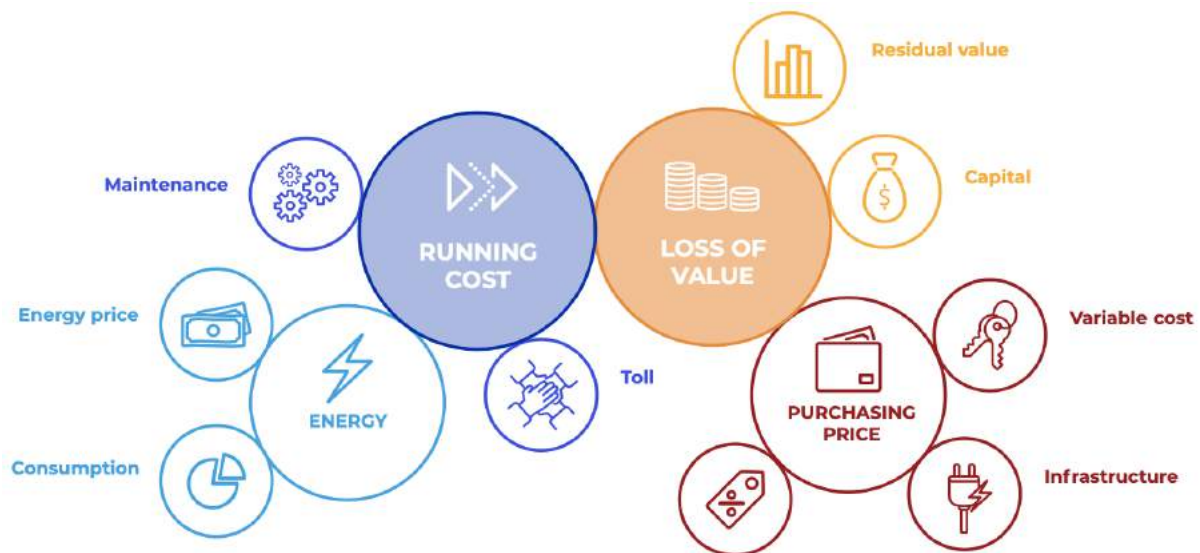 Residual value
Maintenance
Capital
RUNNING
COST
LOSS OF
VALUE
$
Energy price
Variable cost
Toll
ENERGY
PURCHASING
PRICE
Consumption
Infrastructure